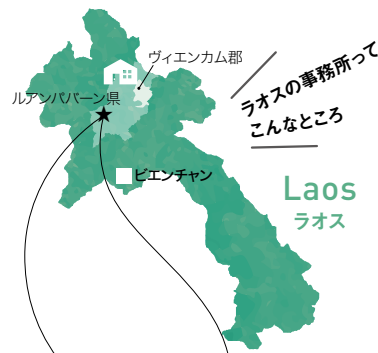 ヴィエンカム郡
ルアンパバーン県
ラオスの事務所って
こんなところ
ビエンチャン
Laos
ラオス